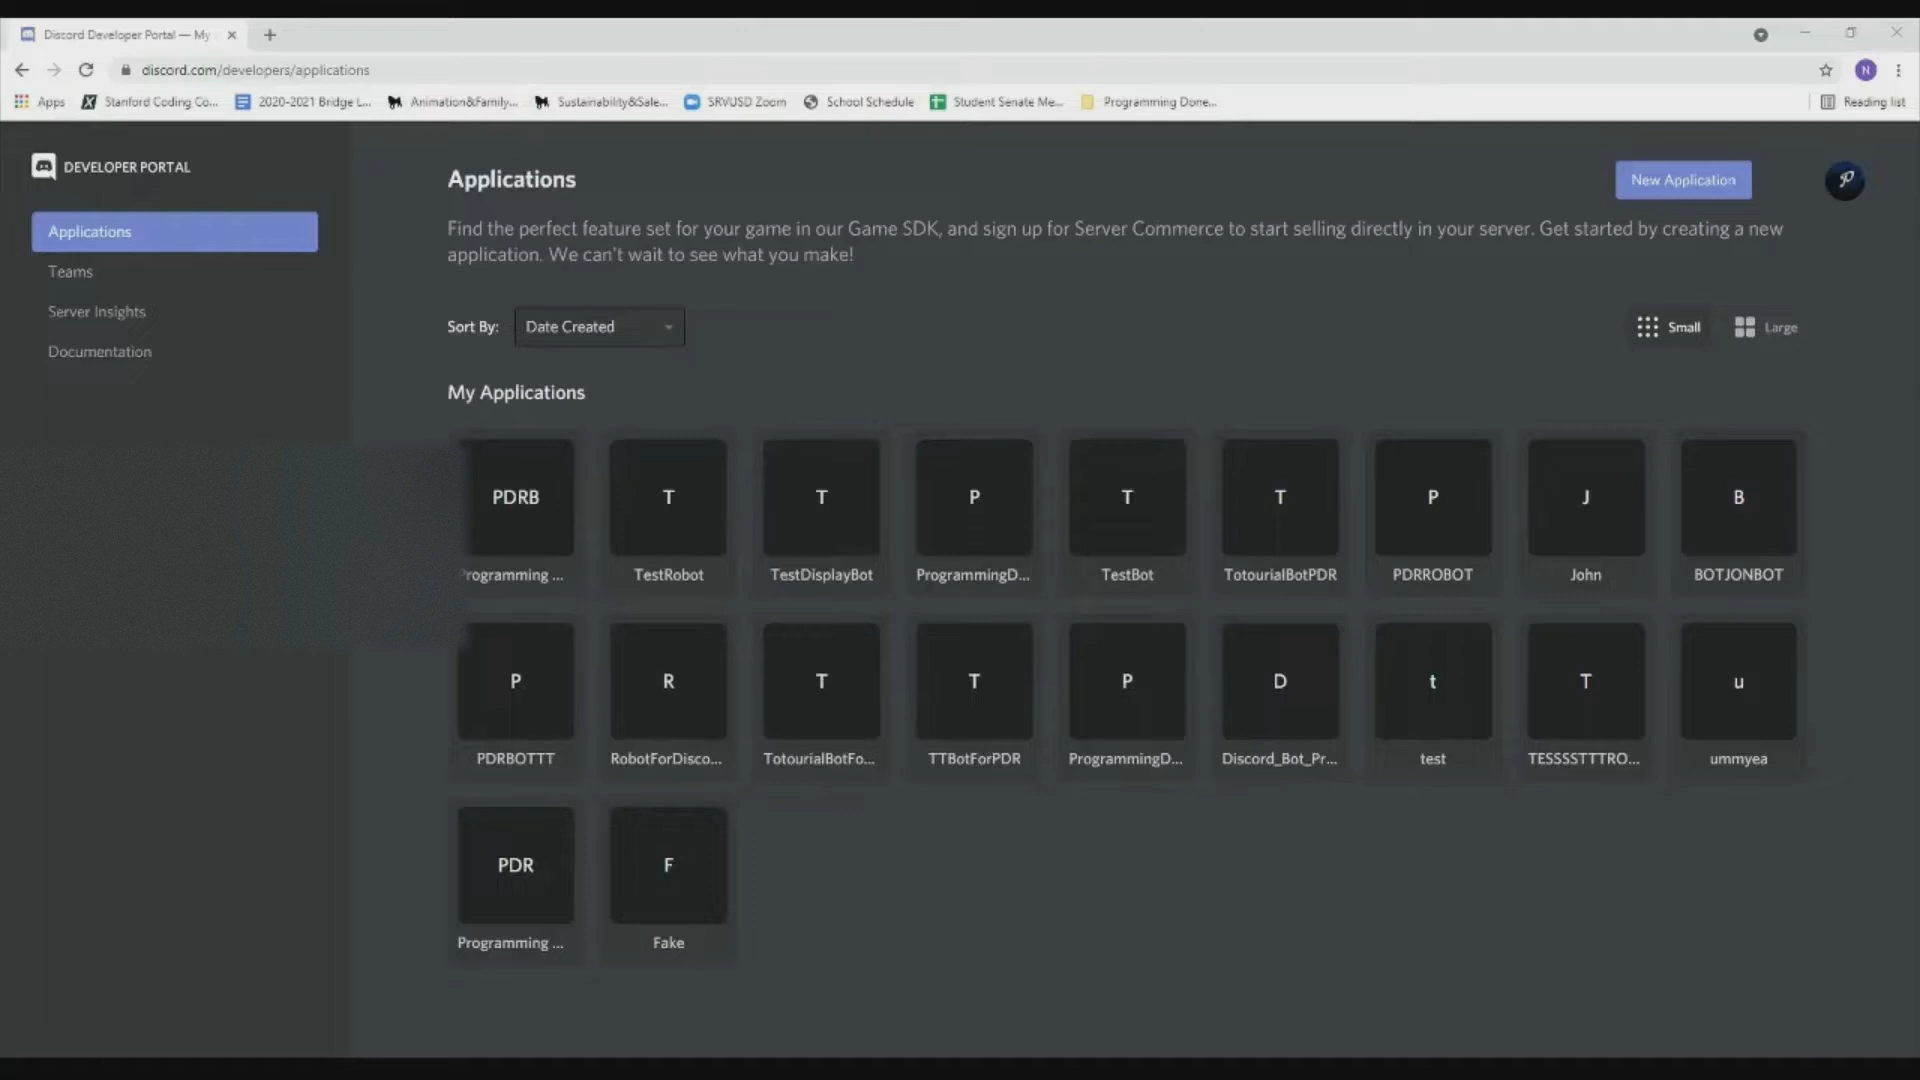 Discord Developer Portal — My
discord.com/developers/applications
N
Apps
Stanford Coding Co...
2020-2021 Bridge L...
Animation&Family...
Sustainability&Sale...
SRVUSD Zoom
School Schedule
Student Senate Me...
Programming Done...
Reading list
DEVELOPER PORTAL
Applications
Teams
Server Insights
Documentation
Applications
New Application
P
Find the perfect feature set for your game in our Game SDK, and sign up for Server Commerce to start selling directly in your server. Get started by creating a new
application. We can't wait to see what you make!
Sort By:
Date Created
Small
Large
My Applications
PDRB
T
T
P
T
T
P
J
B
Programming ...
TestRobot
TestDisplayBot
ProgrammingD...
TestBot
TotourialBotPDR
PDRROBOT
John
BOTJONBOT
P
R
T
T
P
D
t
T
u
PDRBOTTT
RobotForDisco...
TotourialBotFo...
TTBotForPDR
ProgrammingD...
Discord_Bot_Pr...
test
TESSSSTTTRO...
ummyea
PDR
F
Programming ...
Fake